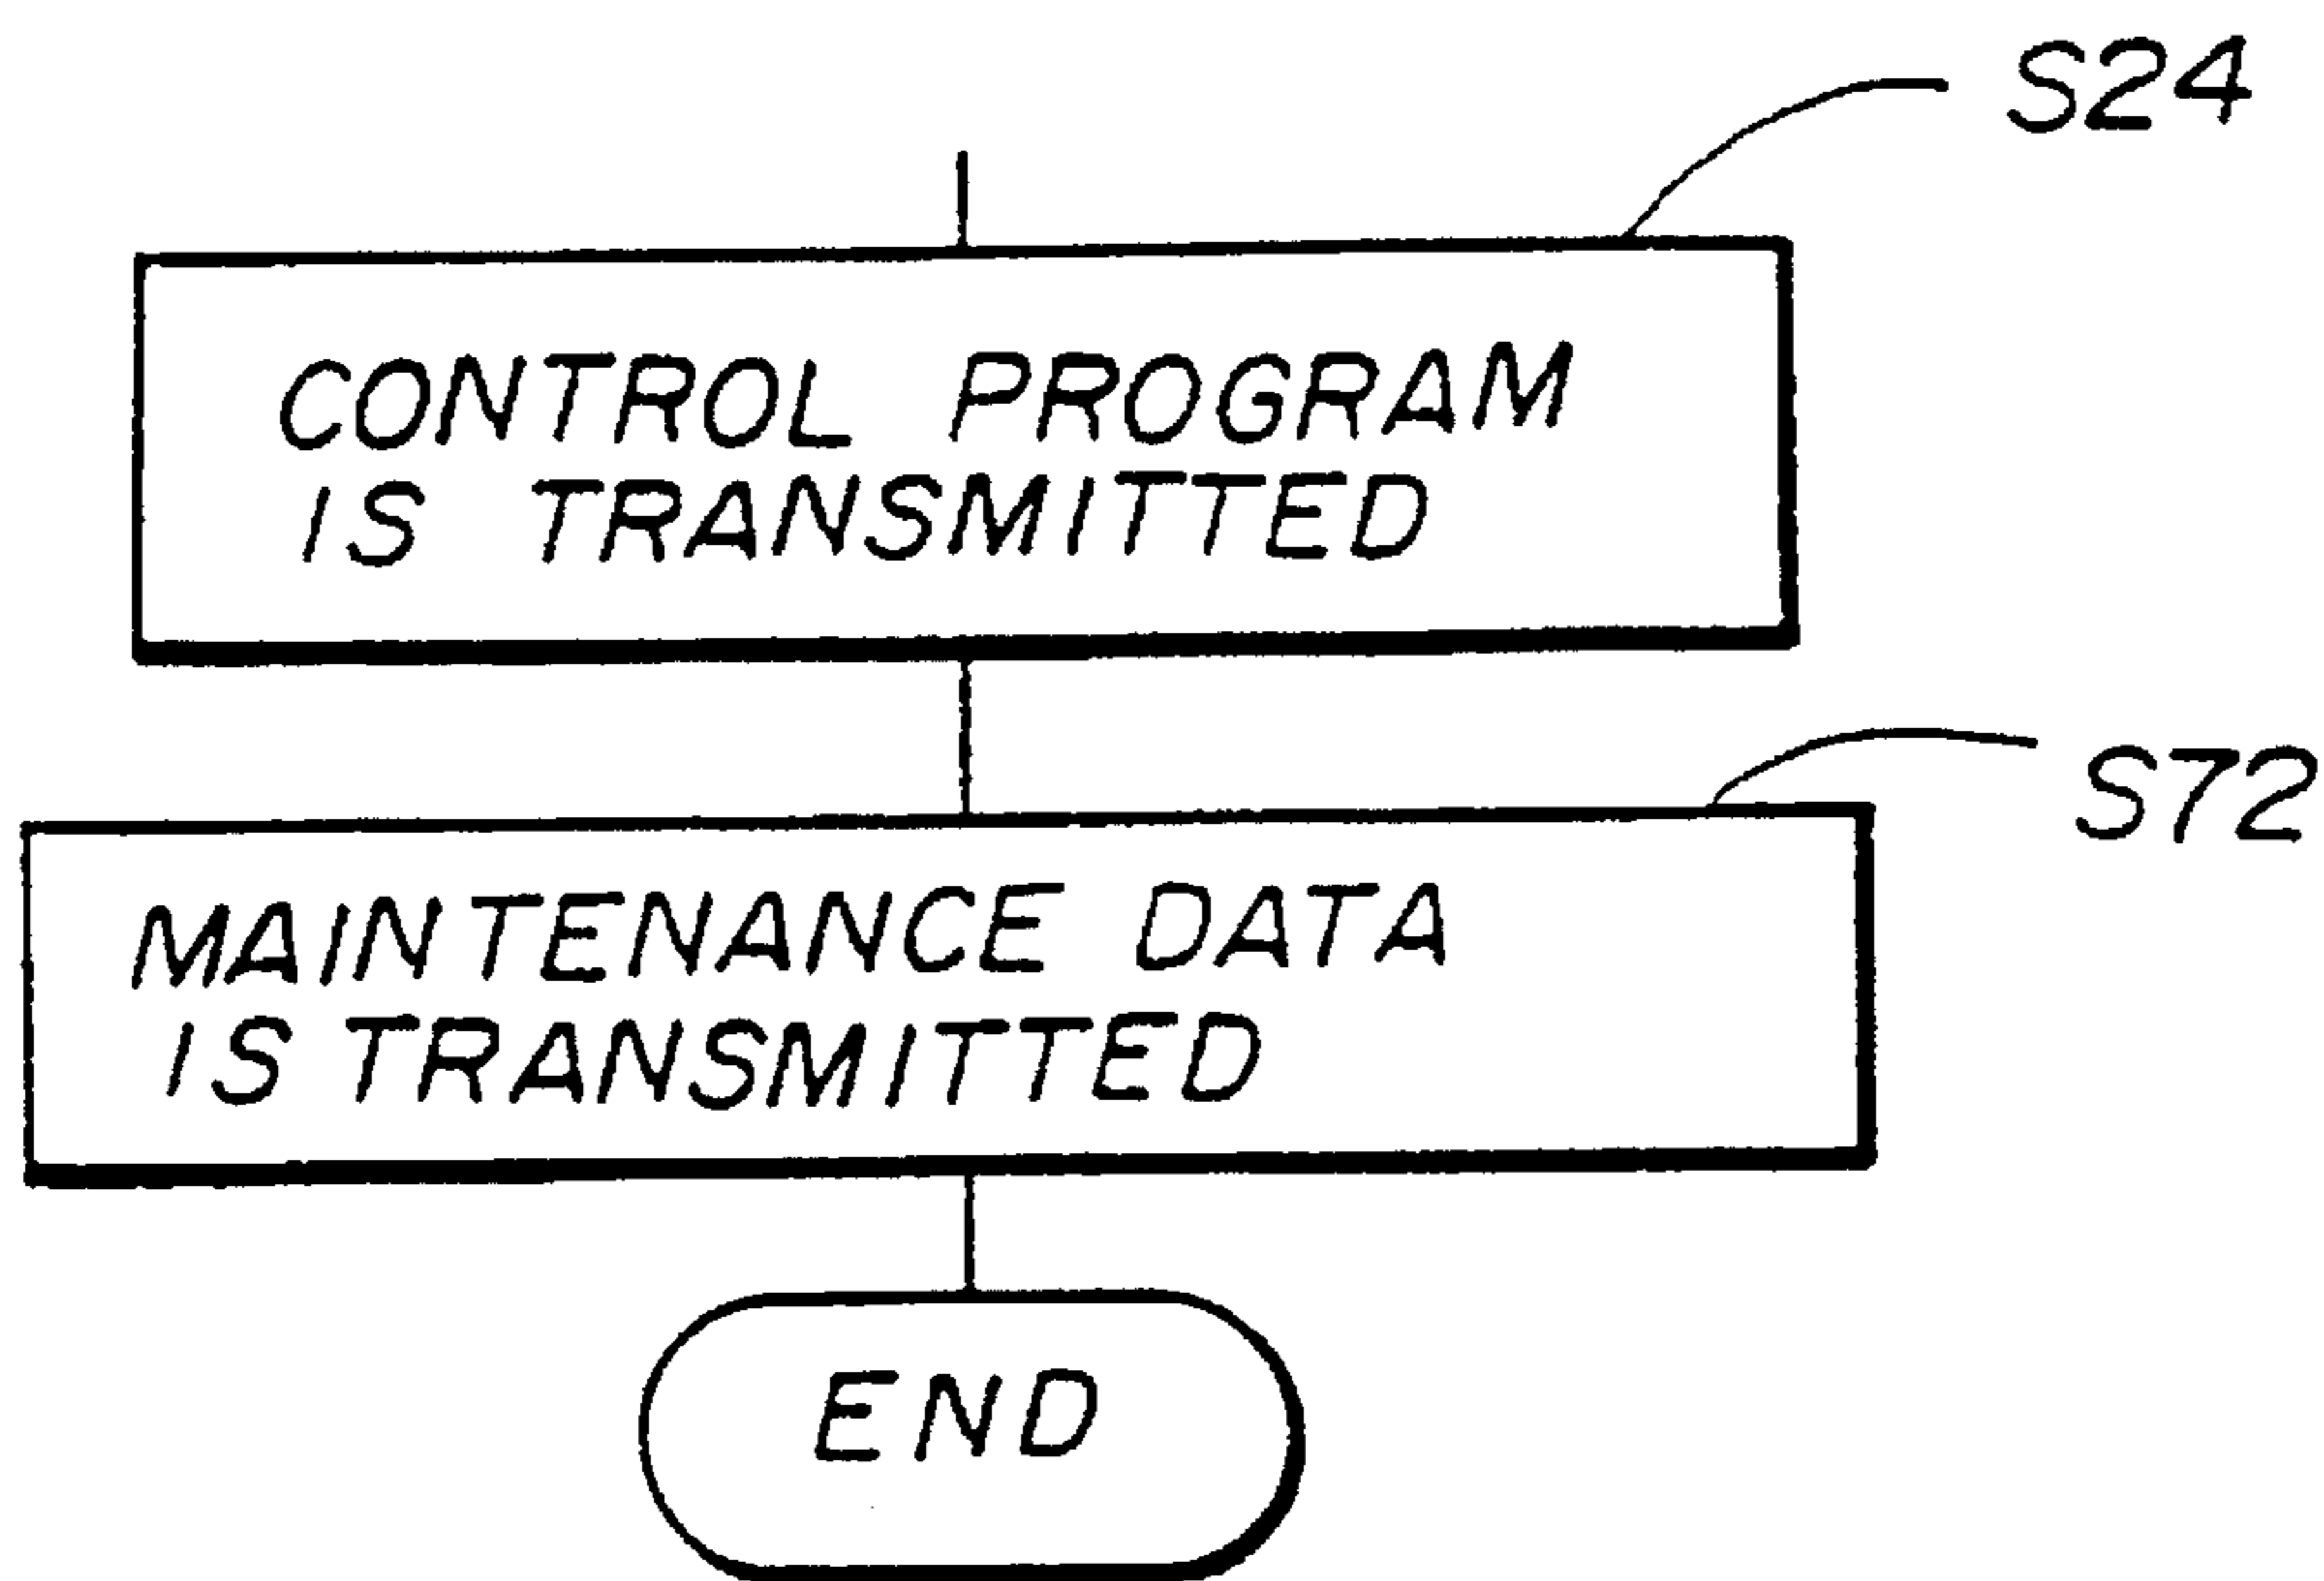 S24
CONTROL PROGRAM
IS TRANSMITTED
S72
MAINTENANCE DATA
IS TRANSMITTED
END